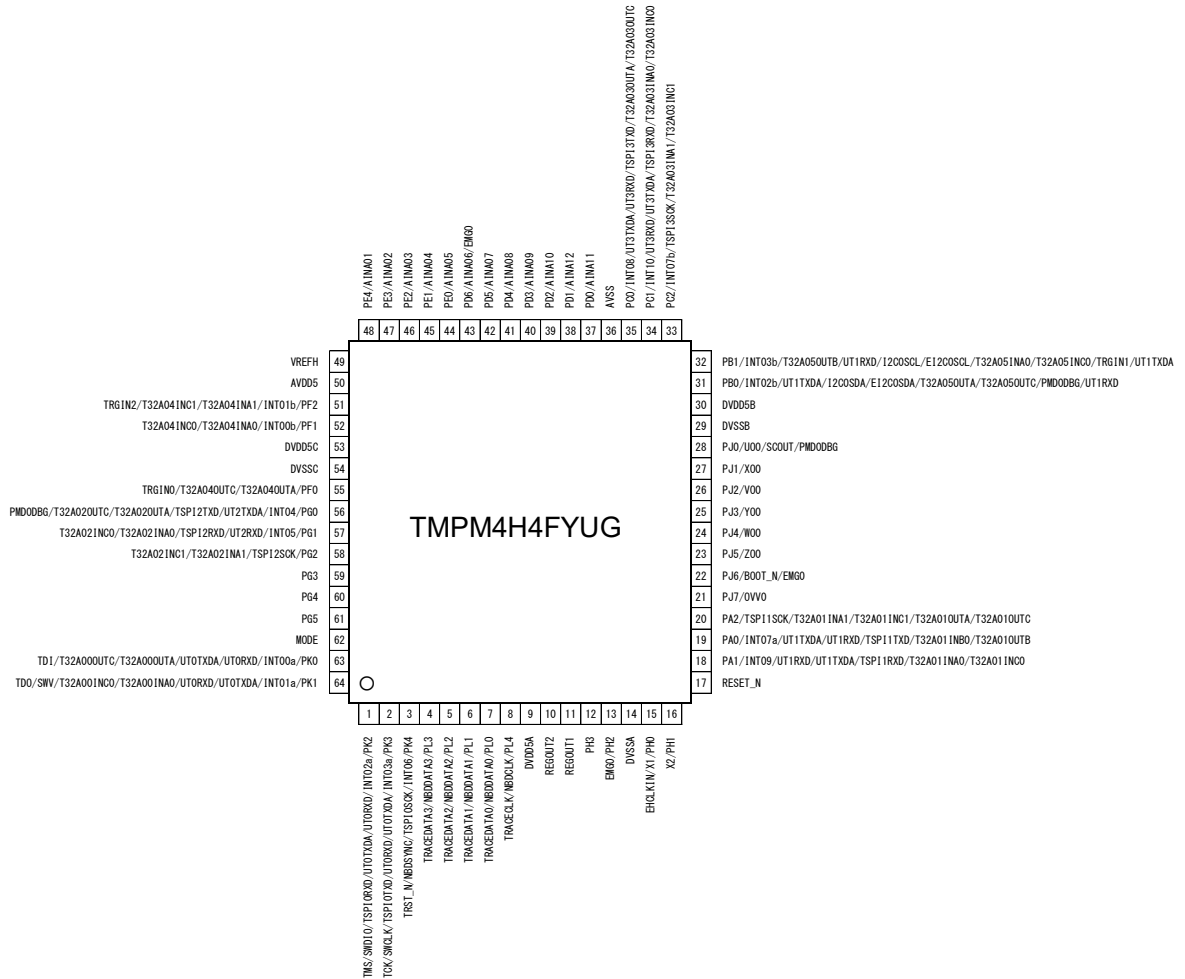 PC0/INT08/UT3TXDA/UT3RXD/TSPI3TXD/T32A03OUTA/T32A03OUTC
PC1/INT10/UT3RXD/UT3TXDA/TSPI3RXD/T32A03INA0/T32A03INC0
PC2/INT07b/TSPI3SCK/T32A03INA1/T32A03INC1
PE4/AINA01
PE3/AINA02
PE2/AINA03
PE1/AINA04
PE0/AINA05
PD6/AINA06/EMG0
PD5/AINA07
PD4/AINA08
PD3/AINA09
PD2/AINA10
PD1/AINA12
PD0/AINA11
AVSS
48 47 46 45 44 43 42 41 40 39 38 37 36 35 34 33
VREFH 49
AVDD5 50
TRGIN2/T32A04INC1/T32A04INA1/INT01b/PF2 51
T32A04INC0/T32A04INA0/INT00b/PF1 52
DVDD5C 53
DVSSC 54
TRGIN0/T32A04OUTC/T32A04OUTA/PF0 55
PMD0DBG/T32A02OUTC/T32A02OUTA/TSPI2TXD/UT2TXDA/INT04/PG0 56
T32A02INC0/T32A02INA0/TSPI2RXD/UT2RXD/INT05/PG1 57
T32A02INC1/T32A02INA1/TSPI2SCK/PG2 58
PG3 59
PG4 60
PG5 61
MODE 62
TDI/T32A00OUTC/T32A00OUTA/UT0TXDA/UT0RXD/INT00a/PK0 63
TDO/SWV/T32A00INC0/T32A00INA0/UT0RXD/UT0TXDA/INT01a/PK1 64
TMPM4H4FYUG
32 PB1/INT03b/T32A05OUTB/UT1RXD/I2C0SCL/EI2C0SCL/T32A05INA0/T32A05INC0/TRGIN1/UT1TXDA
31 PB0/INT02b/UT1TXDA/I2C0SDA/EI2C0SDA/T32A05OUTA/T32A05OUTC/PMD0DBG/UT1RXD
30 DVDD5B
29 DVSSB
28 PJ0/UO0/SCOUT/PMD0DBG
27 PJ1/XO0
26 PJ2/VO0
25 PJ3/YO0
24 PJ4/WO0
23 PJ5/ZO0
22 PJ6/BOOT_N/EMG0
21 PJ7/OVV0
20 PA2/TSPI1SCK/T32A01INA1/T32A01INC1/T32A01OUTA/T32A01OUTC
19 PA0/INT07a/UT1TXDA/UT1RXD/TSPI1TXD/T32A01INB0/T32A01OUTB
18 PA1/INT09/UT1RXD/UT1TXDA/TSPI1RXD/T32A01INA0/T32A01INC0
17 RESET_N
1 2 3 4 5 6 7 8 9 10 11 12 13 14 15 16
TMS/SWDIO/TSPI0RXD/UT0TXDA/UT0RXD/INT02a/PK2
TCK/SWCLK/TSPI0TXD/UT0RXD/UT0TXDA/INT03a/PK3
TRST_N/NBDSYNC/TSPI0SCK/INT06/PK4
TRACEDATA3/NBDDATA3/PL3
TRACEDATA2/NBDDATA2/PL2
TRACEDATA1/NBDDATA1/PL1
TRACEDATA0/NBDDATA0/PL0
TRACECLK/NBDCLK/PL4
DVDD5A
REGOUT2
REGOUT1
PH3
EMG0/PH2
DVSSA
EHCLKIN/X1/PH0
X2/PH1